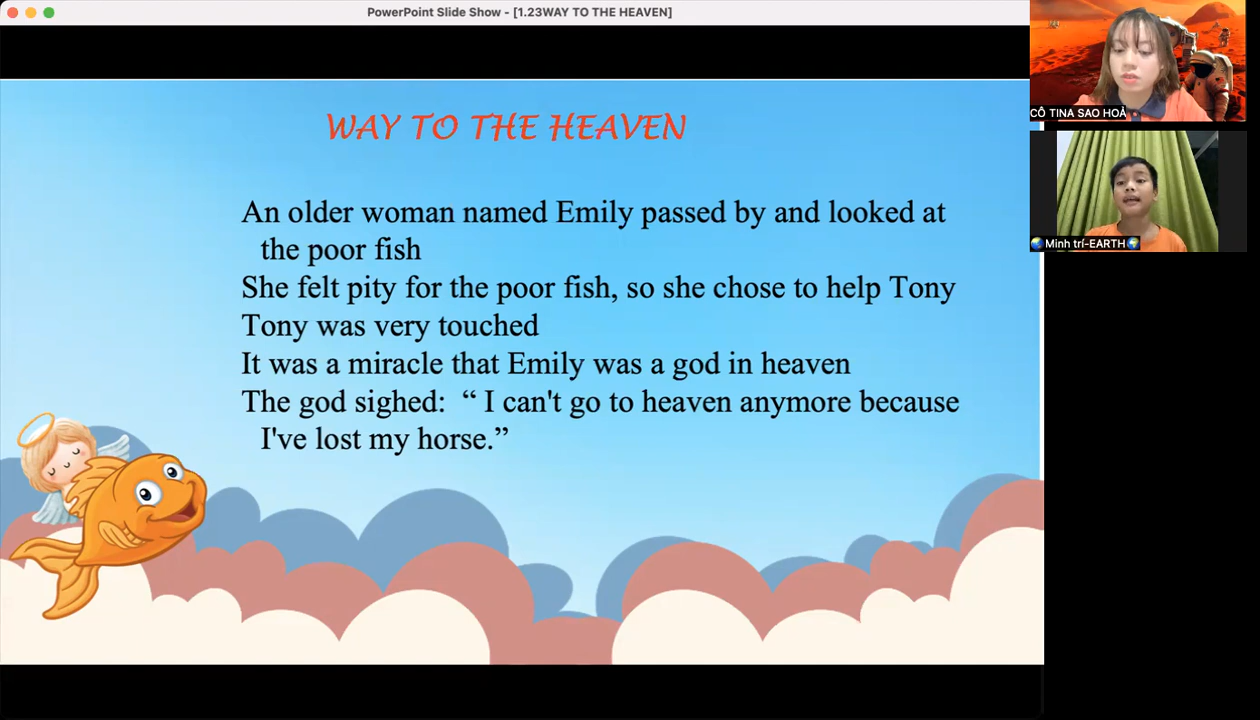 PowerPoint Slide Show - [1.23WAY TO THE HEAVEN]
WAY TO THE HEAVEN
An older woman named Emily passed by and looked at
the poor fish
She felt pity for the poor fish, so she chose to help Tony
Tony was very touched
It was a miracle that Emily was a god in heaven
The god sighed:  “ I can't go to heaven anymore because
I've lost my horse.”
CÔ TINA SAO HOẢ
🌏 Minh trí-EARTH🌍